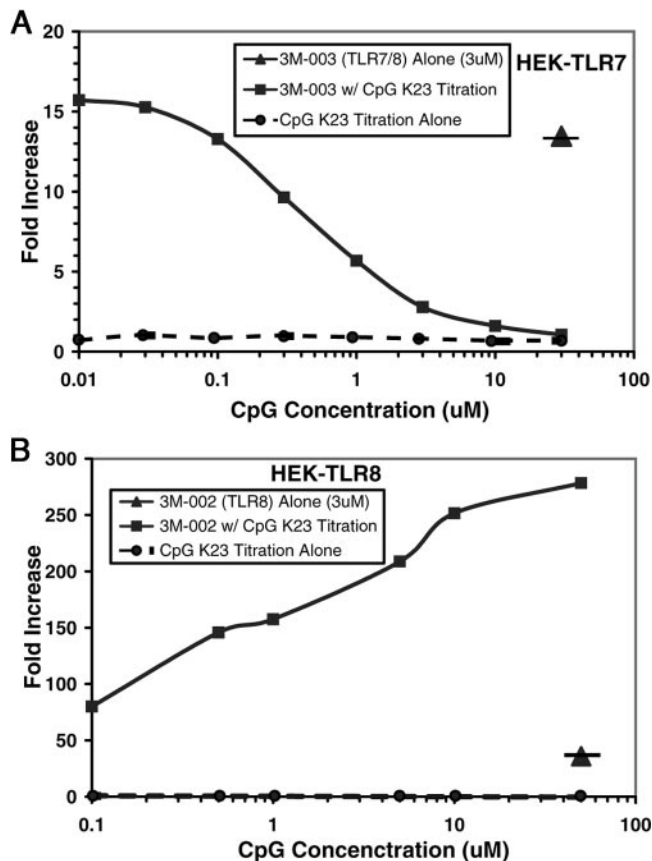 A
3M-003 (TLR7/8) Alone (3uM)
3M-003 w/ CpG K23 Titration
CpG K23 Titration Alone
HEK-TLR7
Fold Increase
20
15
10
5
0
0.01
0.1
1
10
100
CpG Concentration (uM)
B
HEK-TLR8
3M-002 (TLR8) Alone (3uM)
3M-002 w/ CpG K23 Titration
CpG K23 Titration Alone
Fold Increase
300
250
200
150
100
50
0
0.1
1
10
100
CpG Concenctration (uM)